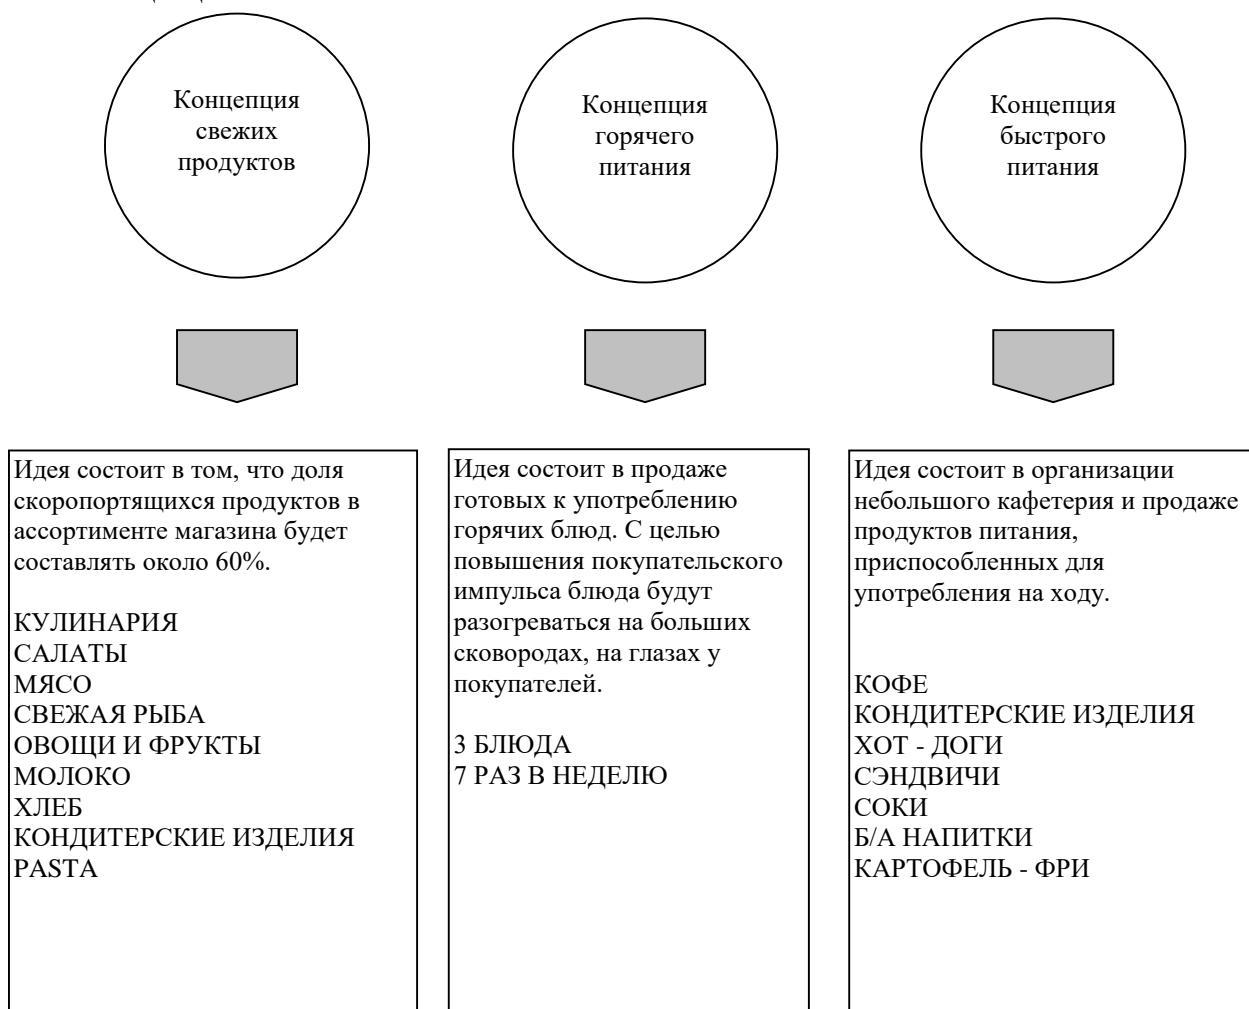 Концепция
свежих
продуктов
Концепция
горячего
питания
Концепция
быстрого
питания
Идея состоит в том, что доля
скоропортящихся продуктов в
ассортименте магазина будет
составлять около 60%.
КУЛИНАРИЯ
САЛАТЫ
МЯСО
СВЕЖАЯ РЫБА
ОВОЩИ И ФРУКТЫ
МОЛОКО
ХЛЕБ
КОНДИТЕРСКИЕ ИЗДЕЛИЯ
PASTA
Идея состоит в продаже
готовых к употреблению
горячих блюд. С целью
повышения покупательского
импульса блюда будут
разогреваться на больших
сковородах, на глазах у
покупателей.
3 БЛЮДА
7 РАЗ В НЕДЕЛЮ
Идея состоит в организации
небольшого кафетерия и продаже
продуктов питания,
приспособленных для
употребления на ходу.
КОФЕ
КОНДИТЕРСКИЕ ИЗДЕЛИЯ
ХОТ - ДОГИ
СЭНДВИЧИ
СОКИ
Б/А НАПИТКИ
КАРТОФЕЛЬ - ФРИ